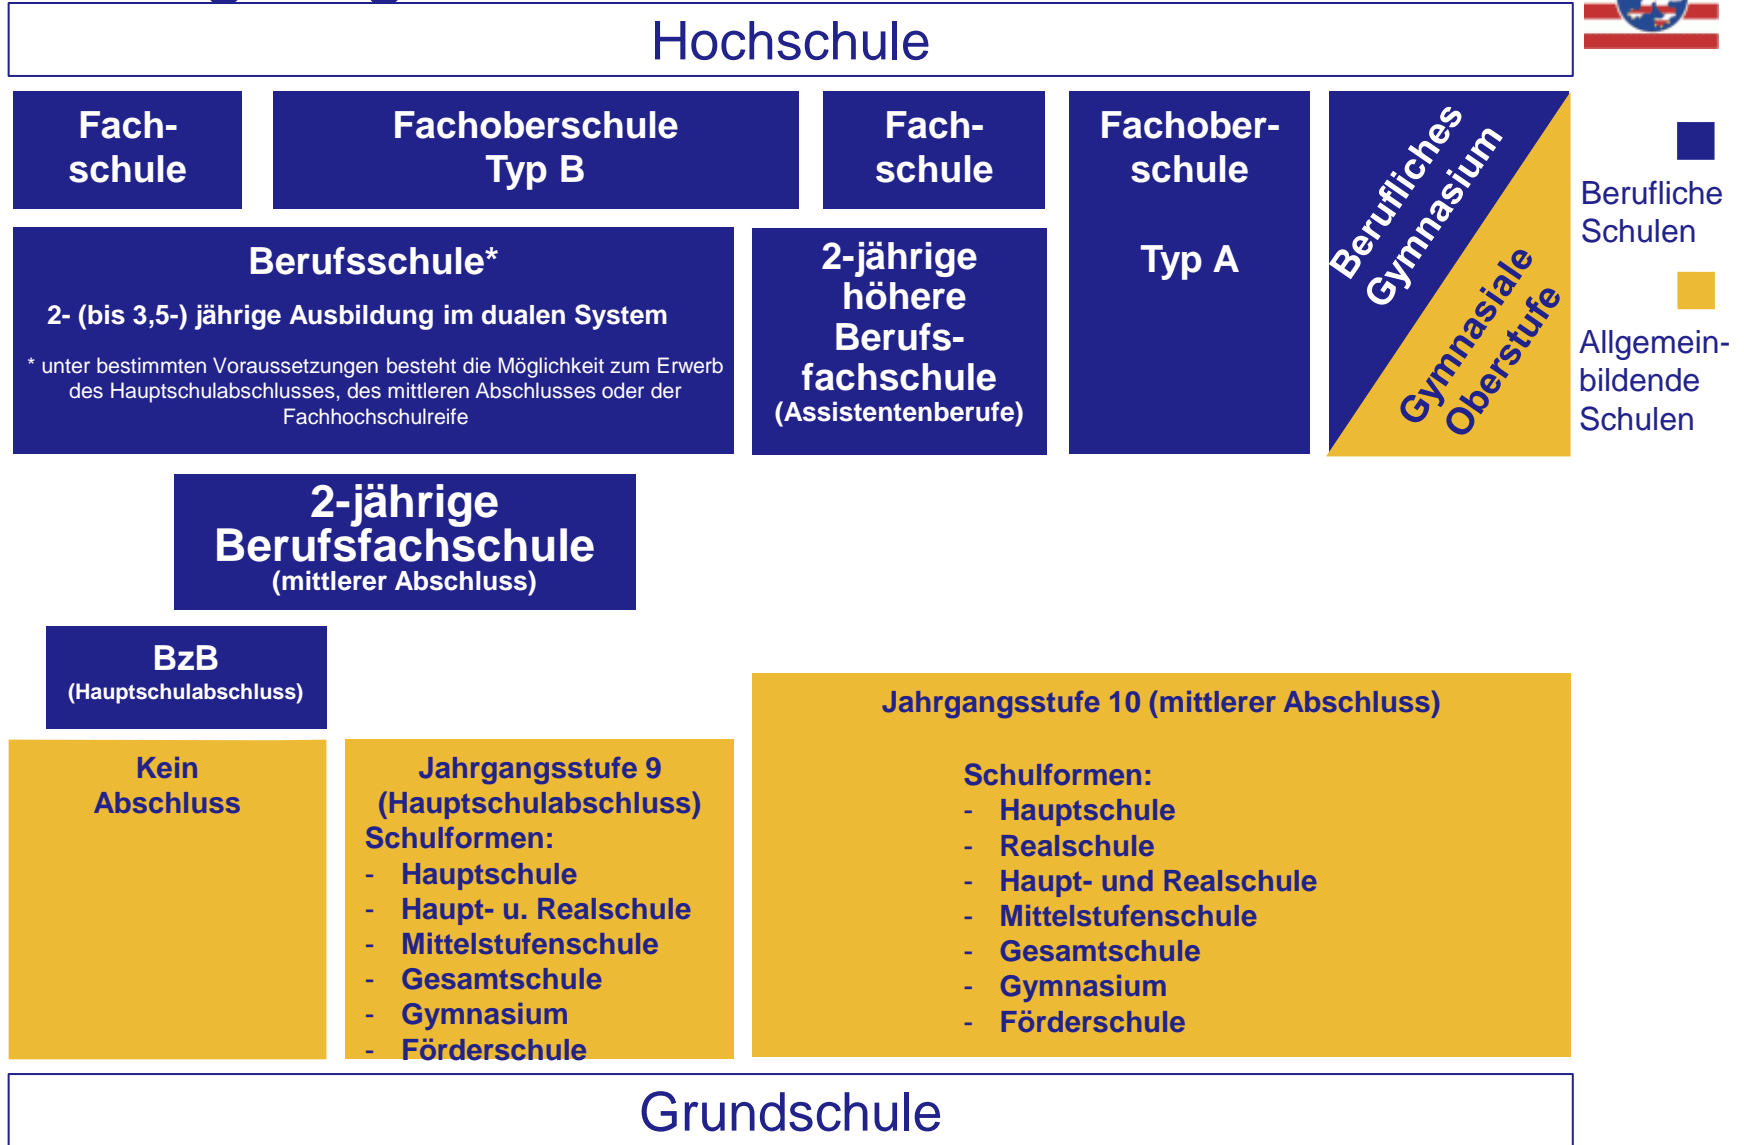 Hochschule
Fach-
schule
Fachoberschule
Typ B
Fach-
schule
Fachober-
schule
Typ A
Berufliches
Gymnasium
Gymnasiale
Oberstufe
Berufliche
Schulen
Allgemein-
bildende
Schulen
Berufsschule*
2- (bis 3,5-) jährige Ausbildung im dualen System
* unter bestimmten Voraussetzungen besteht die Möglichkeit zum Erwerb
des Hauptschulabschlusses, des mittleren Abschlusses oder der
Fachhochschulreife
2-jährige
höhere
Berufs-
fachschule
(Assistentenberufe)
2-jährige
Berufsfachschule
(mittlerer Abschluss)
BzB
(Hauptschulabschluss)
Kein
Abschluss
Jahrgangsstufe 9
(Hauptschulabschluss)
Schulformen:
- Hauptschule
- Haupt- u. Realschule
- Mittelstufenschule
- Gesamtschule
- Gymnasium
- Förderschule
Jahrgangsstufe 10 (mittlerer Abschluss)
Schulformen:
- Hauptschule
- Realschule
- Haupt- und Realschule
- Mittelstufenschule
- Gesamtschule
- Gymnasium
- Förderschule
Grundschule